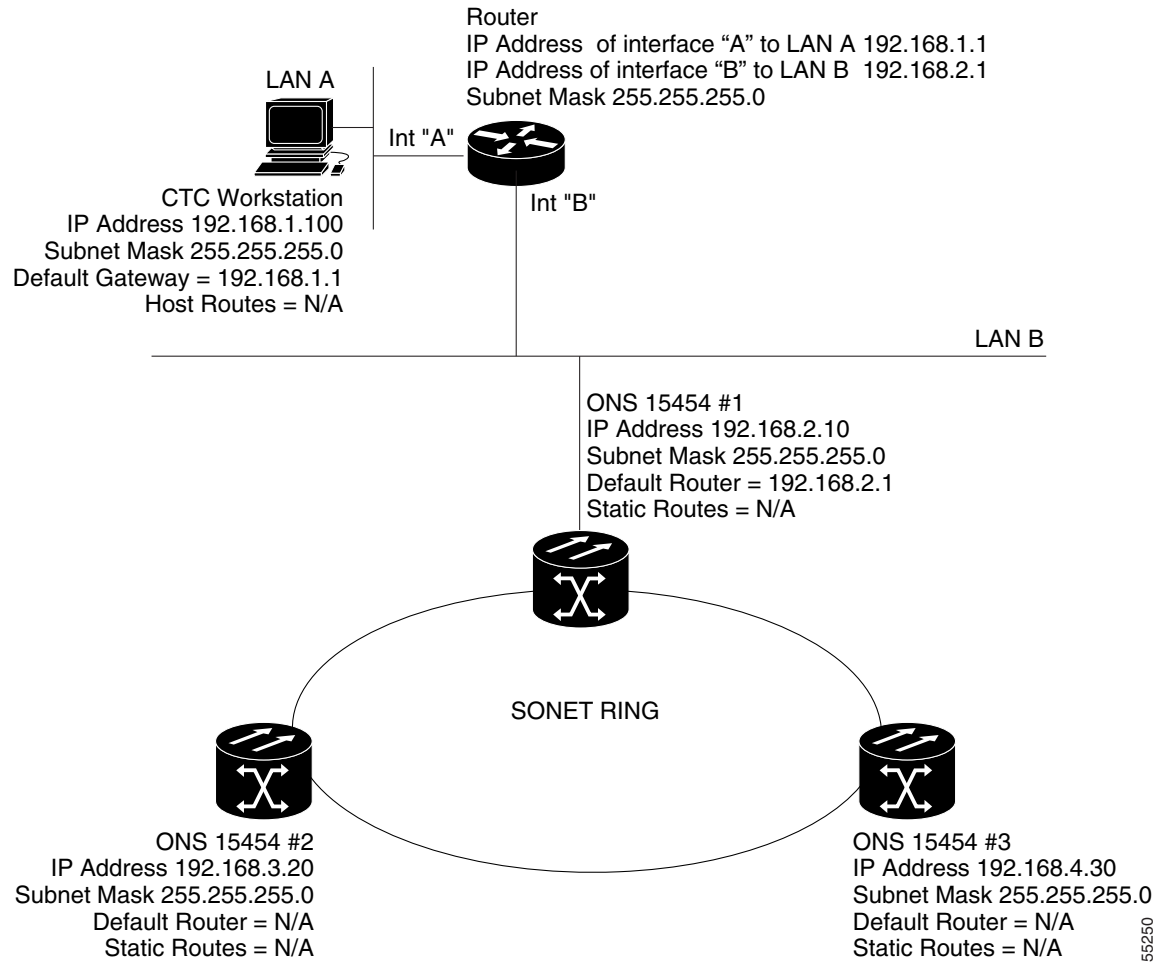 Router
IP Address of interface “A” to LAN A 192.168.1.1
IP Address of interface “B” to LAN B 192.168.2.1
Subnet Mask 255.255.255.0
LAN A
Int "A"
Int "B"
CTC Workstation
IP Address 192.168.1.100
Subnet Mask 255.255.255.0
Default Gateway = 192.168.1.1
Host Routes = N/A
LAN B
ONS 15454 #1
IP Address 192.168.2.10
Subnet Mask 255.255.255.0
Default Router = 192.168.2.1
Static Routes = N/A
SONET RING
ONS 15454 #2
IP Address 192.168.3.20
Subnet Mask 255.255.255.0
Default Router = N/A
Static Routes = N/A
ONS 15454 #3
IP Address 192.168.4.30
Subnet Mask 255.255.255.0
Default Router = N/A
Static Routes = N/A
55250